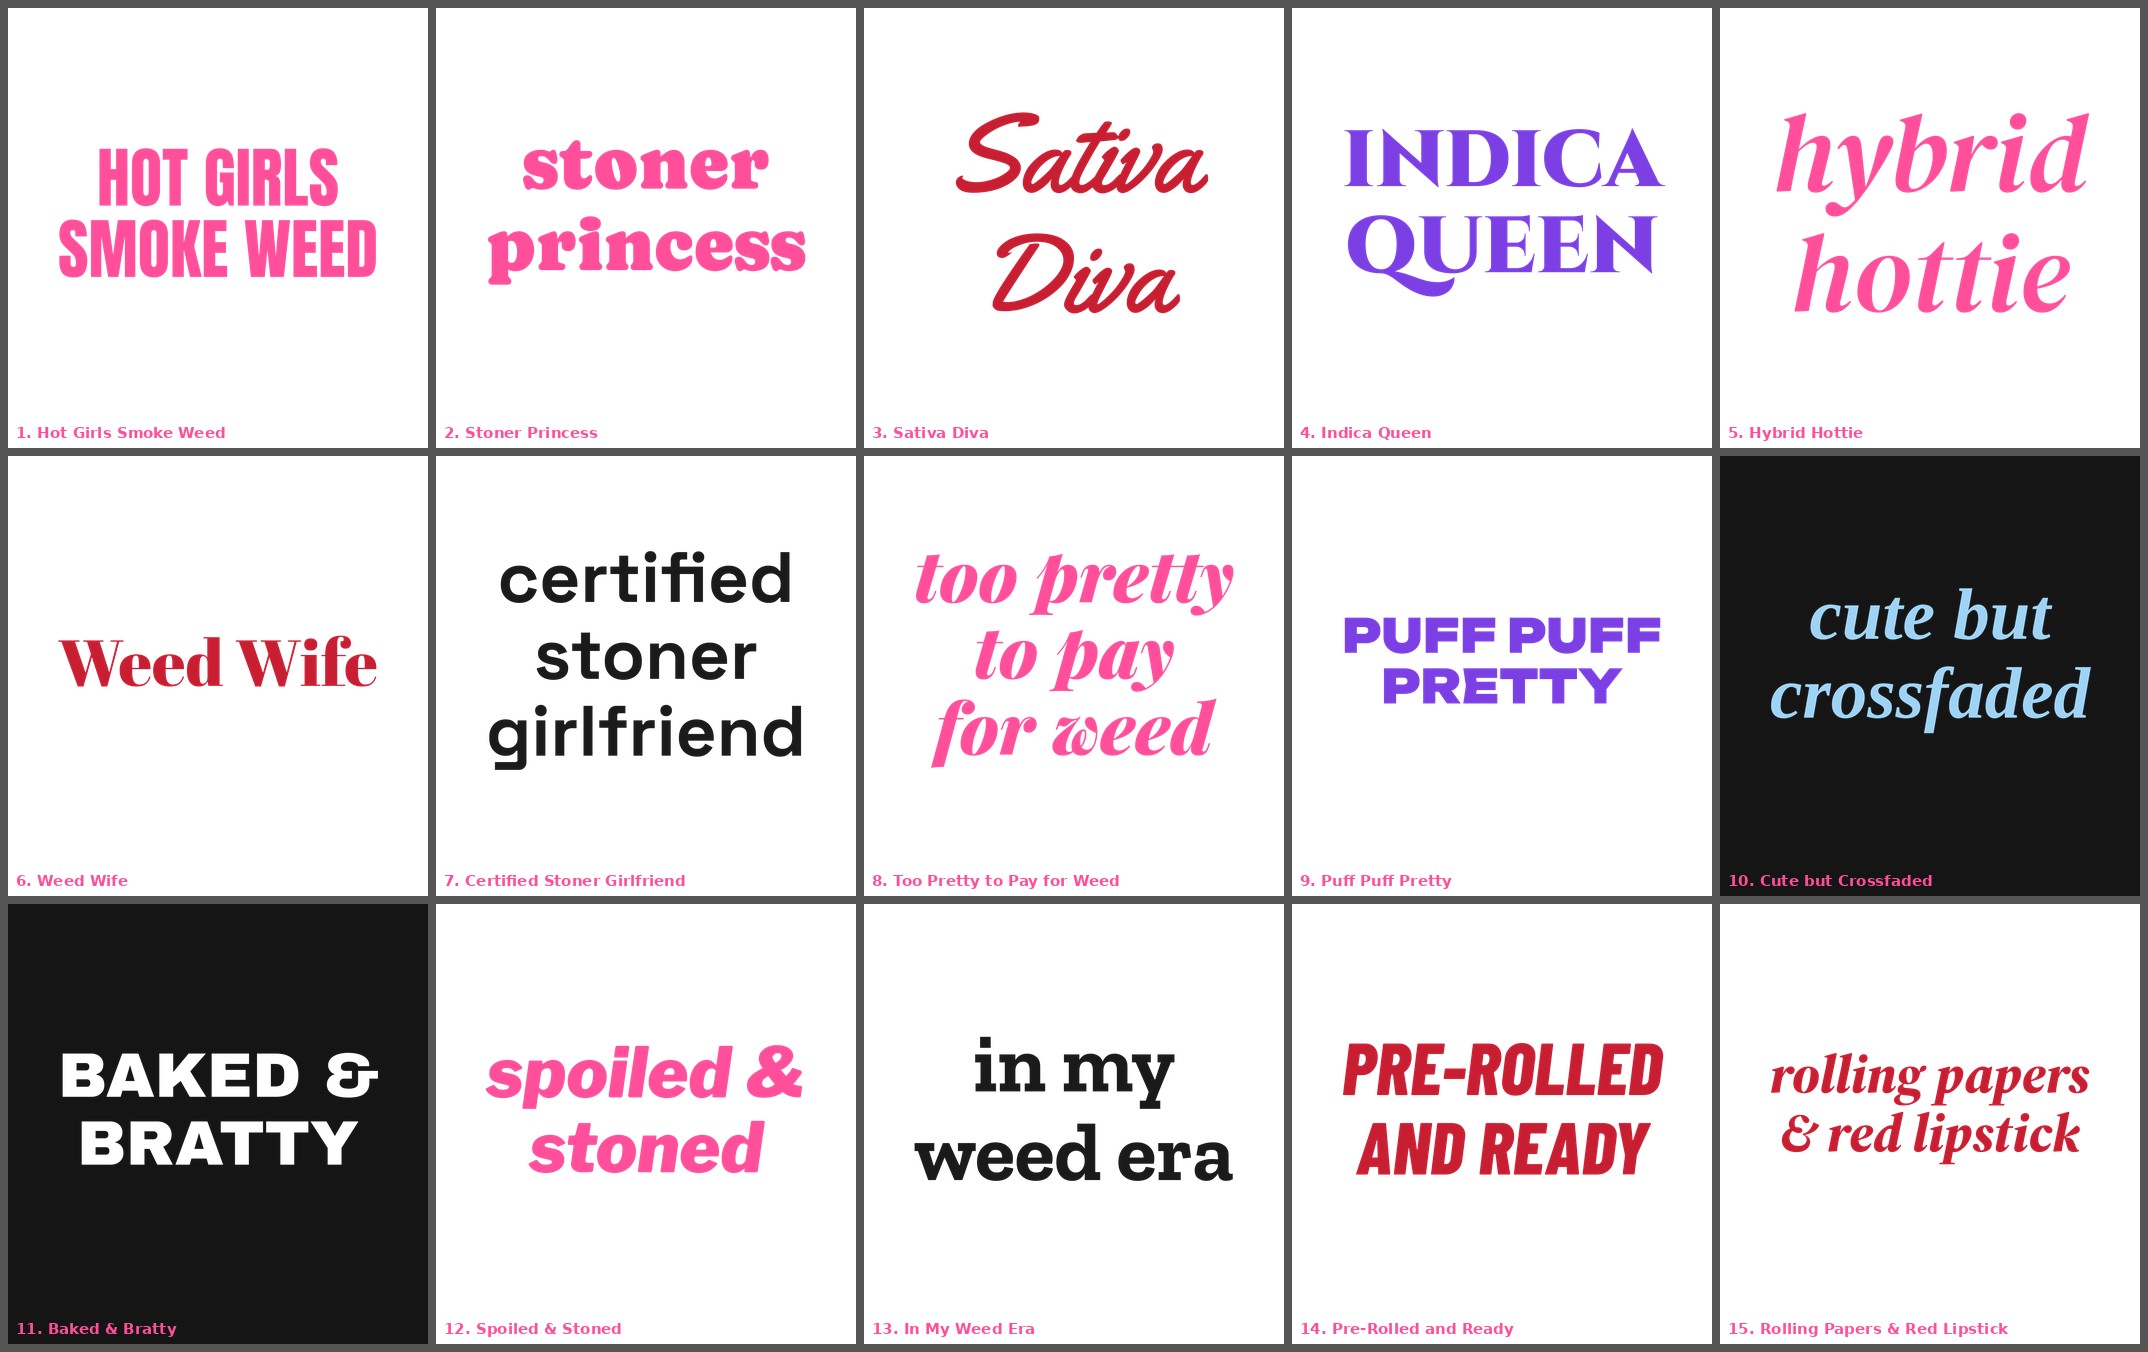 HOT GIRLS
SMOKE WEED
1. Hot Girls Smoke Weed
stoner
princess
2. Stoner Princess
Sativa
Diva
3. Sativa Diva
INDICA
QUEEN
4. Indica Queen
hybrid
hottie
5. Hybrid Hottie
Weed Wife
6. Weed Wife
certified
stoner
girlfriend
7. Certified Stoner Girlfriend
too pretty
to pay
for weed
8. Too Pretty to Pay for Weed
PUFF PUFF
PRETTY
9. Puff Puff Pretty
cute but
crossfaded
10. Cute but Crossfaded
BAKED &
BRATTY
11. Baked & Bratty
spoiled &
stoned
12. Spoiled & Stoned
in my
weed era
13. In My Weed Era
PRE-ROLLED
AND READY
14. Pre-Rolled and Ready
rolling papers
& red lipstick
15. Rolling Papers & Red Lipstick